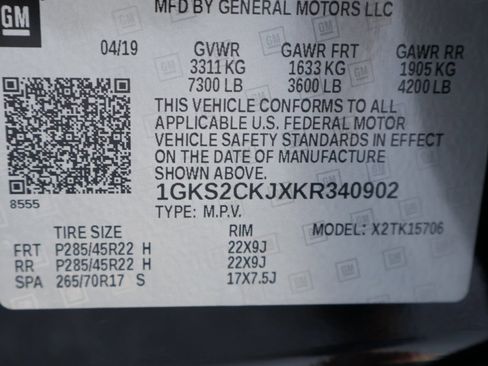 MFD BY GENERAL MOTORS LLC
GM
04/19 GVWR GAWR FRT GAWR RR
3311 KG 1633 KG 1905 KG
7300 LB 3600 LB 4200 LB
THIS VEHICLE CONFORMS TO ALL
APPLICABLE U.S. FEDERAL MOTOR
VEHICLE SAFETY STANDARDS IN EFFECT
ON THE DATE OF MANUFACTURE
SHOWN ABOVE.
8555
1GKS2CKJXKR340902
TYPE: M.P.V. MODEL: X2TK15706
TIRE SIZE RIM
FRT P285/45R22 H 22X9J
RR P285/45R22 H 22X9J
SPA 265/70R17 S 17X7.5J